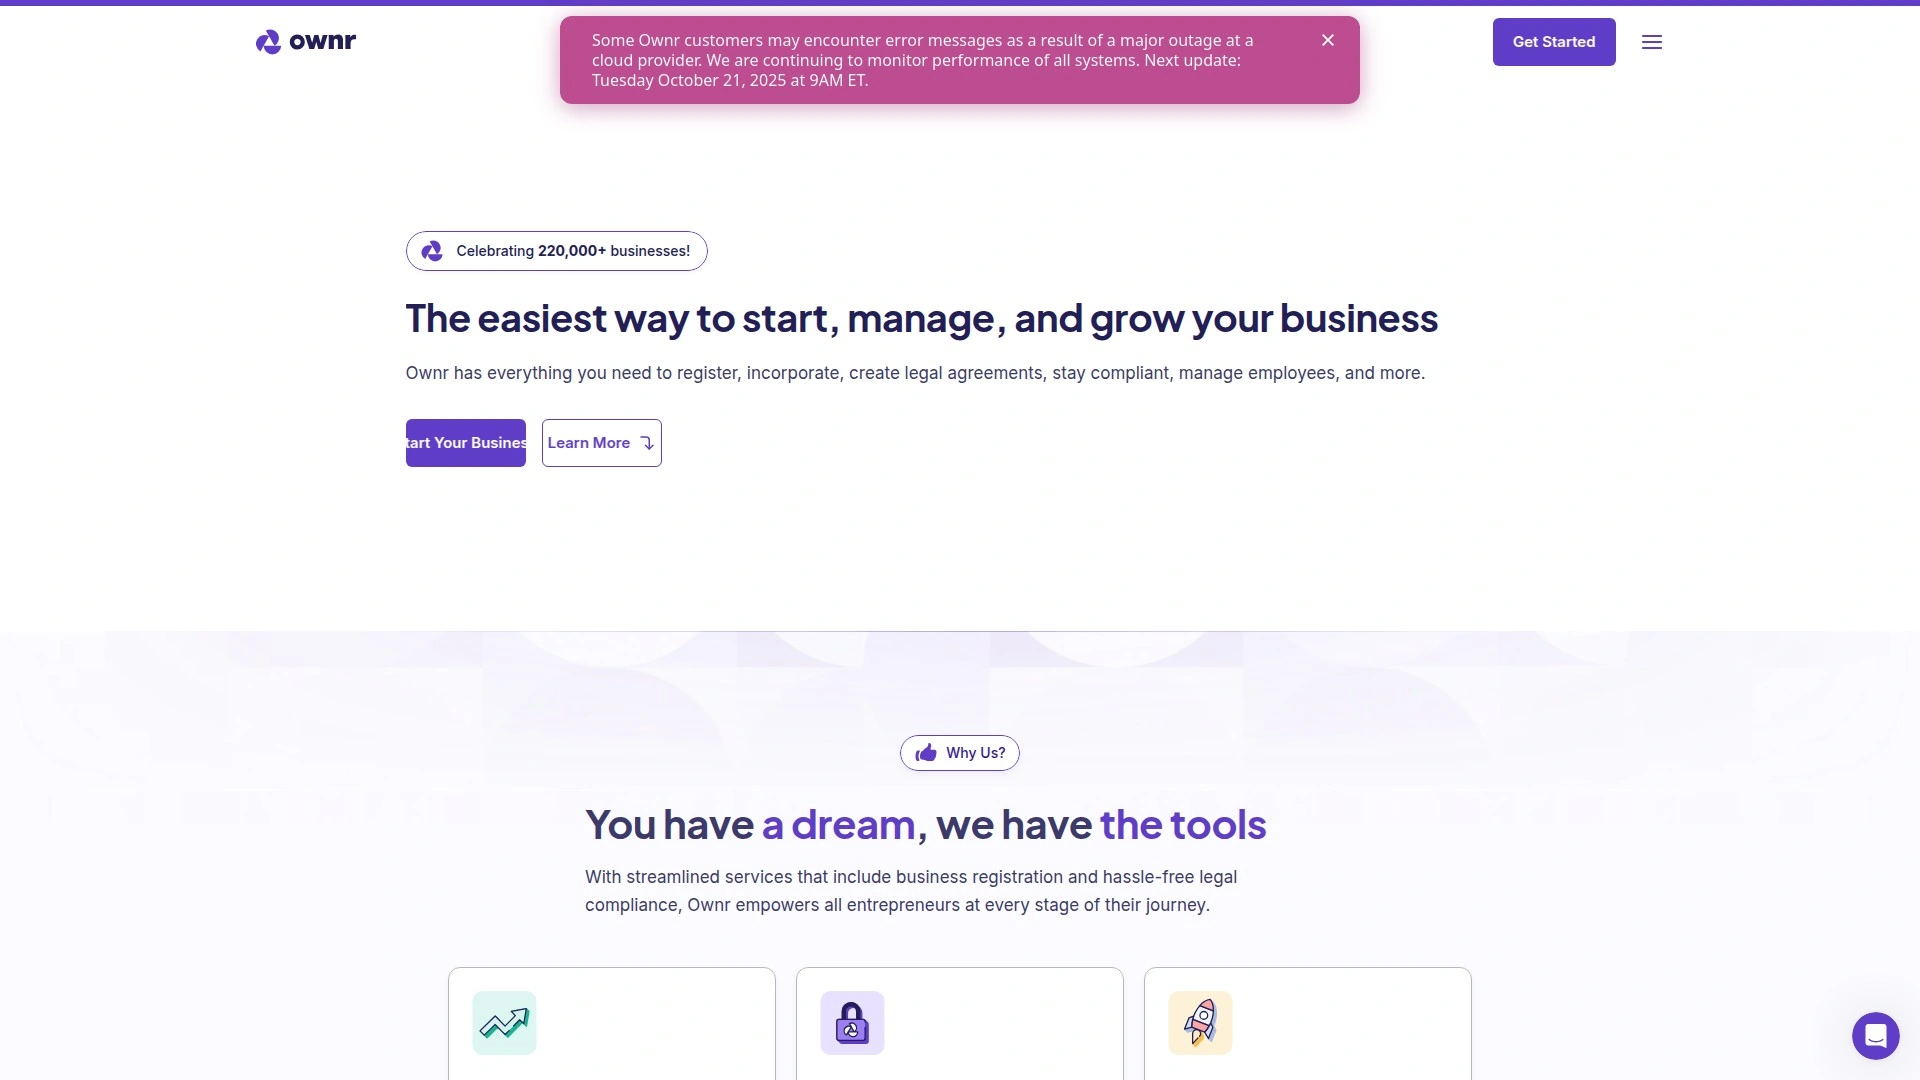 ownr
Some Ownr customers may encounter error messages as a result of a major outage at a
cloud provider. We are continuing to monitor performance of all systems. Next update:
Tuesday October 21, 2025 at 9AM ET.
Get Started
Celebrating 220,000+ businesses!
The easiest way to start, manage, and grow your business
Ownr has everything you need to register, incorporate, create legal agreements, stay compliant, manage employees, and more.
tart Your Busines
Learn More
Why Us?
You have a dream, we have the tools
With streamlined services that include business registration and hassle-free legal
compliance, Ownr empowers all entrepreneurs at every stage of their journey.